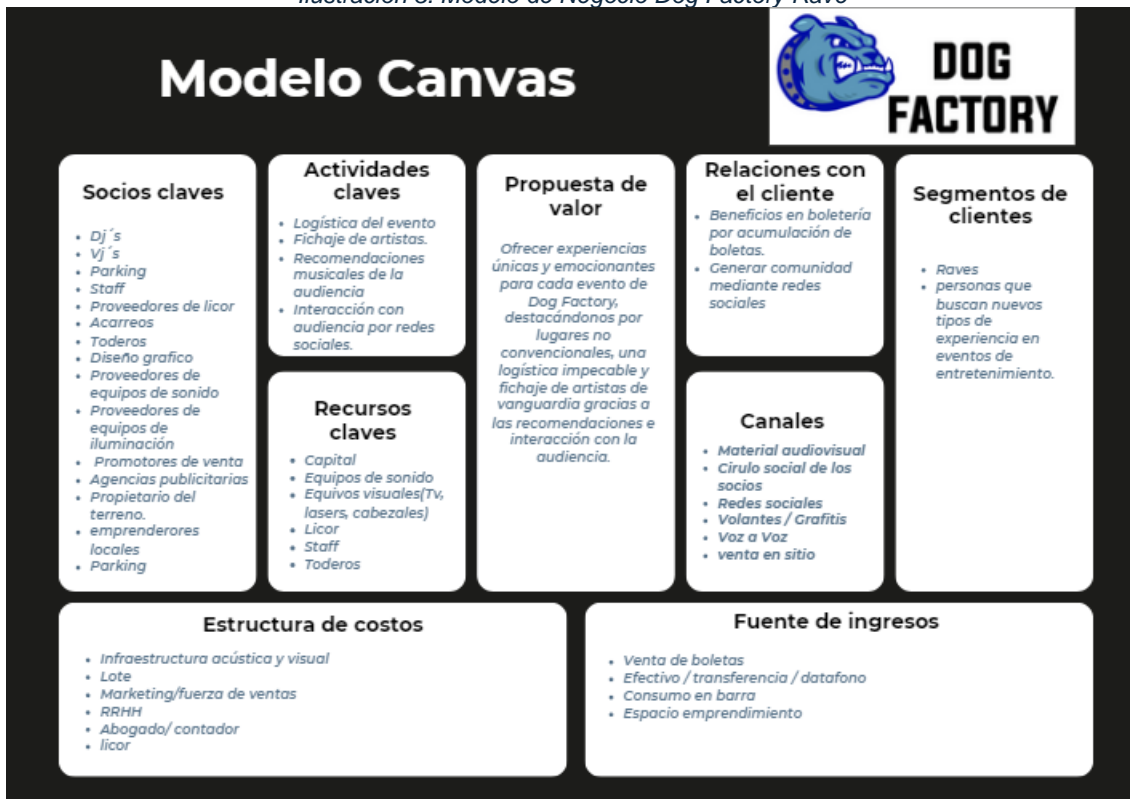 Ilustración 3. Modelo de Negocio Dog Factory Rave
Modelo Canvas
DOG
FACTORY
Socios claves
• Dj´s
• Vj´s
• Parking
• Staff
• Proveedores de licor
• Acarreos
• Toderos
• Diseño grafico
• Proveedores de
equipos de sonido
• Proveedores de
equipos de
iluminación
• Promotores de venta
• Agencias publicitarias
• Propietario del
terreno.
• emprenderores
locales
• Parking
Actividades
claves
• Logística del evento
• Fichaje de artistas.
• Recomendaciones
musicales de la
audiencia
• Interacción con
audiencia por redes
sociales.
Recursos
claves
• Capital
• Equipos de sonido
• Equivos visuales(Tv,
lasers, cabezales)
• Licor
• Staff
• Toderos
Propuesta de
valor
Ofrecer experiencias
únicas y emocionantes
para cada evento de
Dog Factory,
destacándonos por
lugares no
convencionales, una
logística impecable y
fichaje de artistas de
vanguardia gracias a
las recomendaciones e
interacción con la
audiencia.
Relaciones con
el cliente
• Beneficios en boletería
por acumulación de
boletas.
• Generar comunidad
mediante redes
sociales
Canales
• Material audiovisual
• Cirulo social de los
socios
• Redes sociales
• Volantes / Grafitis
• Voz a Voz
• venta en sitio
Segmentos de
clientes
• Raves
• personas que
buscan nuevos
tipos de
experiencia en
eventos de
entretenimiento.
Estructura de costos
• Infraestructura acústica y visual
• Lote
• Marketing/fuerza de ventas
• RRHH
• Abogado/ contador
• licor
Fuente de ingresos
• Venta de boletas
• Efectivo / transferencia / datafono
• Consumo en barra
• Espacio emprendimiento